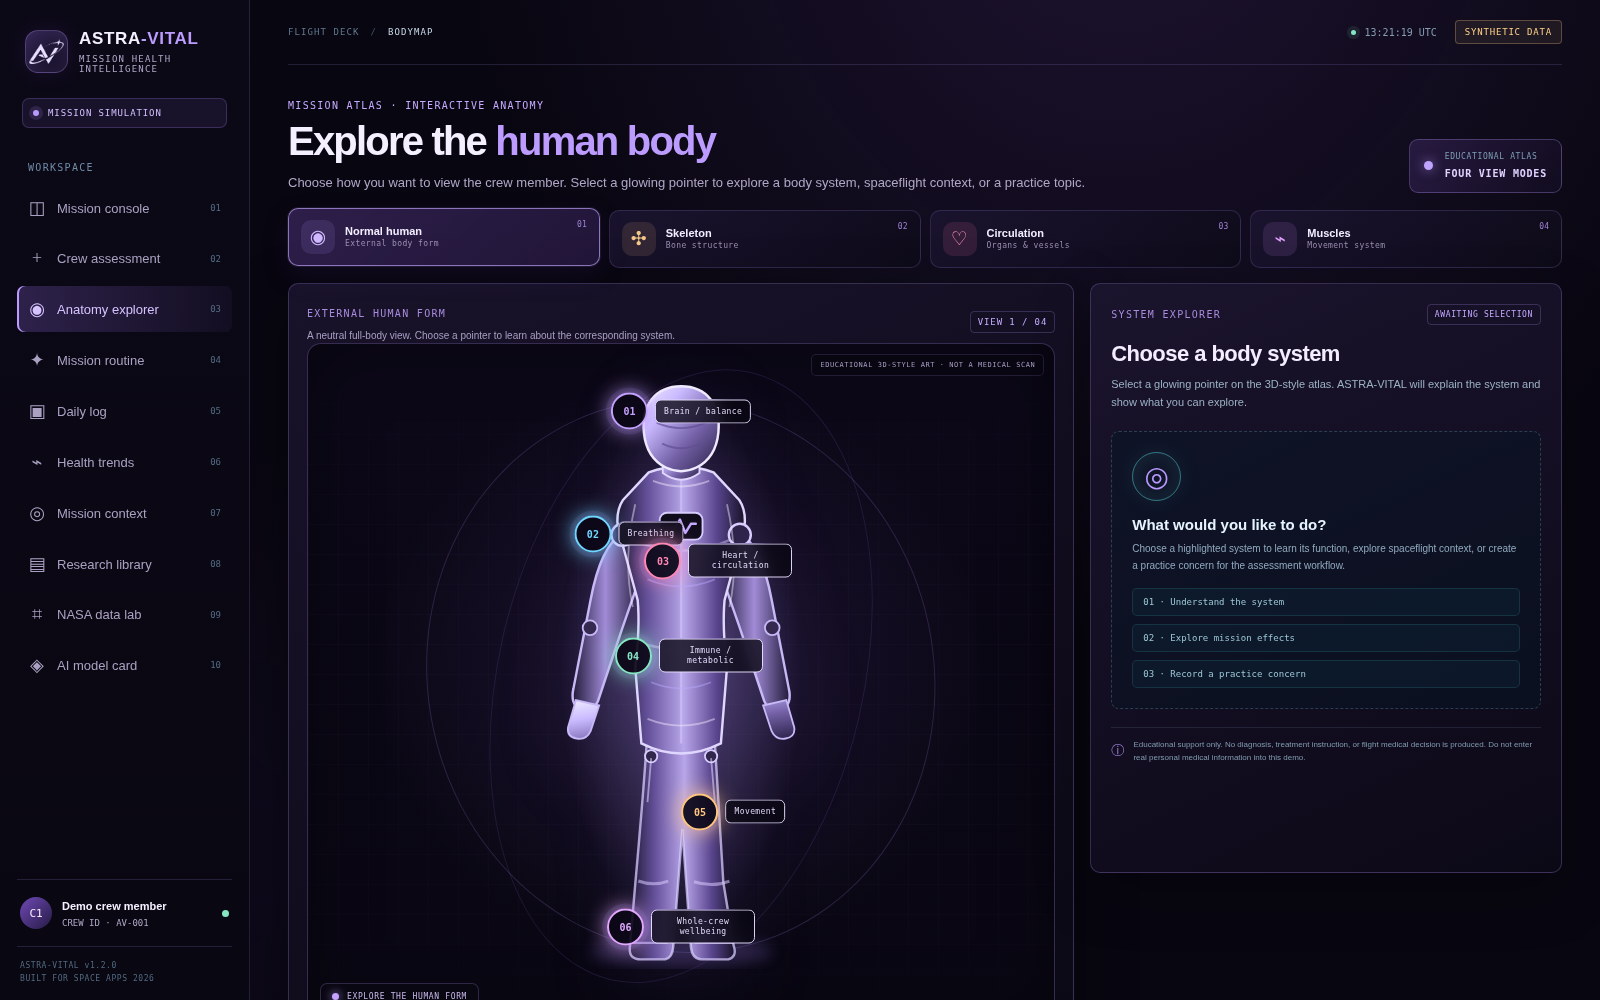 ASTRA-VITAL
MISSION HEALTH
INTELLIGENCE
MISSION SIMULATION
WORKSPACE
Mission console 01
Crew assessment 02
Anatomy explorer 03
Mission routine 04
Daily log 05
Health trends 06
Mission context 07
Research library 08
NASA data lab 09
AI model card 10
C1
Demo crew member
CREW ID · AV-001
ASTRA-VITAL v1.2.0
BUILT FOR SPACE APPS 2026
FLIGHT DECK / BODYMAP
13:21:19 UTC
SYNTHETIC DATA
MISSION ATLAS · INTERACTIVE ANATOMY
Explore the human body
Choose how you want to view the crew member. Select a glowing pointer to explore a body system, spaceflight context, or a practice topic.
EDUCATIONAL ATLAS
FOUR VIEW MODES
Normal human
External body form
01
Skeleton
Bone structure
02
Circulation
Organs & vessels
03
Muscles
Movement system
04
EXTERNAL HUMAN FORM
A neutral full-body view. Choose a pointer to learn about the corresponding system.
VIEW 1 / 04
EDUCATIONAL 3D-STYLE ART · NOT A MEDICAL SCAN
01
Brain / balance
02
Breathing
03
Heart /
circulation
04
Immune /
metabolic
05
Movement
06
Whole-crew
wellbeing
EXPLORE THE HUMAN FORM
SYSTEM EXPLORER
AWAITING SELECTION
Choose a body system
Select a glowing pointer on the 3D-style atlas. ASTRA-VITAL will explain the system and
show what you can explore.
What would you like to do?
Choose a highlighted system to learn its function, explore spaceflight context, or create
a practice concern for the assessment workflow.
01 · Understand the system
02 · Explore mission effects
03 · Record a practice concern
Educational support only. No diagnosis, treatment instruction, or flight medical decision is produced. Do not enter
real personal medical information into this demo.